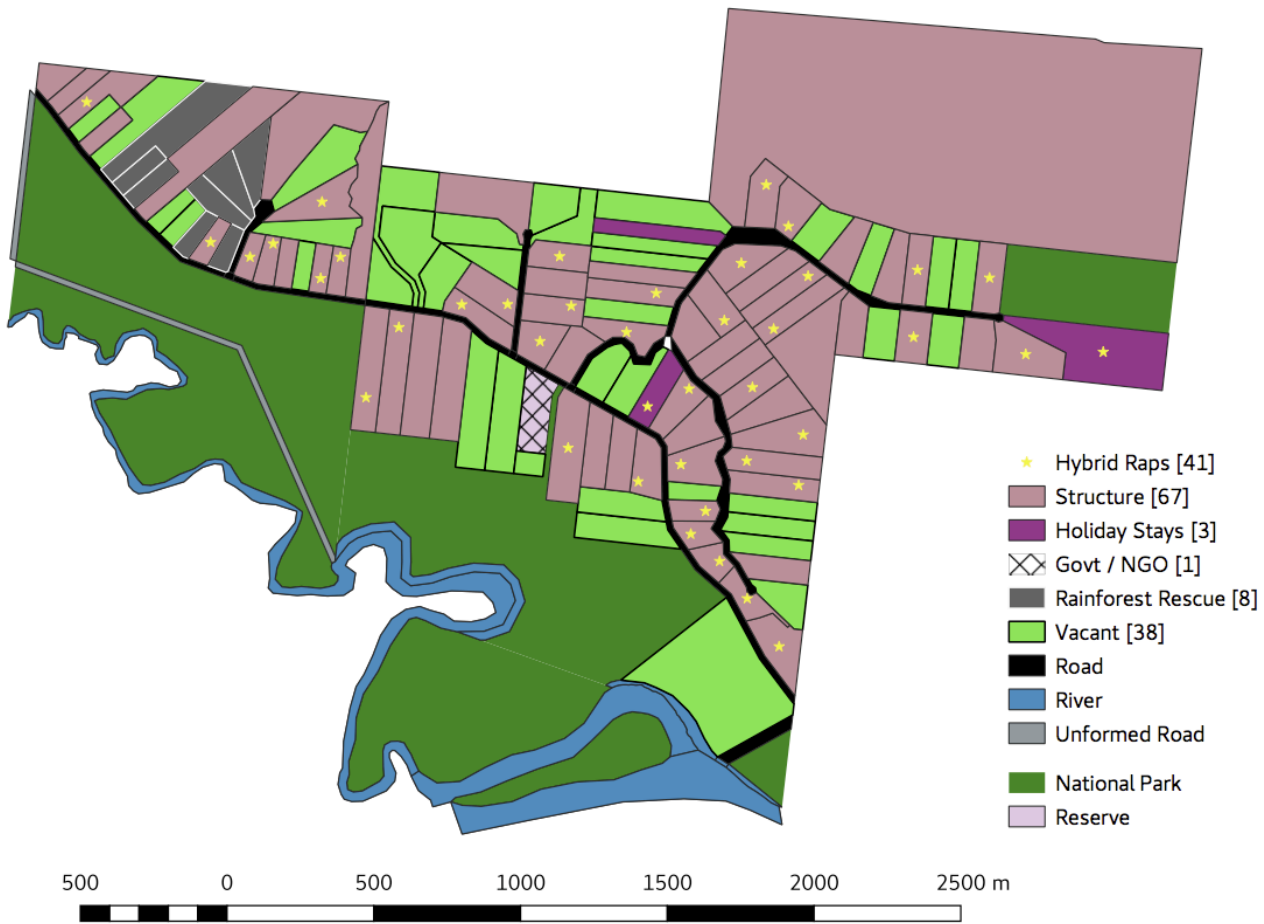 Hybrid Raps [41]
Structure [67]
Holiday Stays [3]
Govt / NGO [1]
Rainforest Rescue [8]
Vacant [38]
Road
River
Unformed Road
National Park
Reserve
500 0 500 1000 1500 2000 2500 m